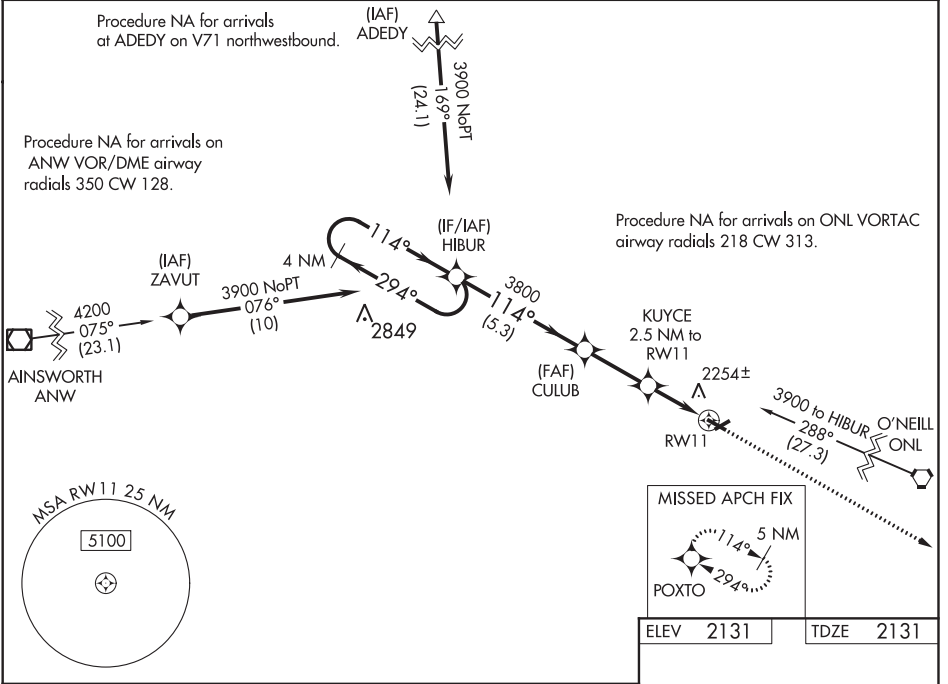 Procedure NA for arrivals
at ADEDY on V71 northwestbound.
(IAF)
ADEDY
3900 NoPT
169°
(24.1)
Procedure NA for arrivals on
ANW VOR/DME airway
radials 350 CW 128.
Procedure NA for arrivals on ONL VORTAC
airway radials 218 CW 313.
(IF/IAF)
HIBUR
114°
4 NM
294°
(IAF)
ZAVUT
3900 NoPT
076°
(10)
4200
075°
(23.1)
AINSWORTH
ANW
2849
3800
114°
(5.3)
(FAF)
CULUB
KUYCE
2.5 NM to
RW11
2254±
RW11
3900 to HIBUR
288°
(27.3)
O'NEILL
ONL
MSA RW11 25 NM
5100
MISSED APCH FIX
5 NM
114°
294°
POXTO
ELEV 2131
TDZE 2131